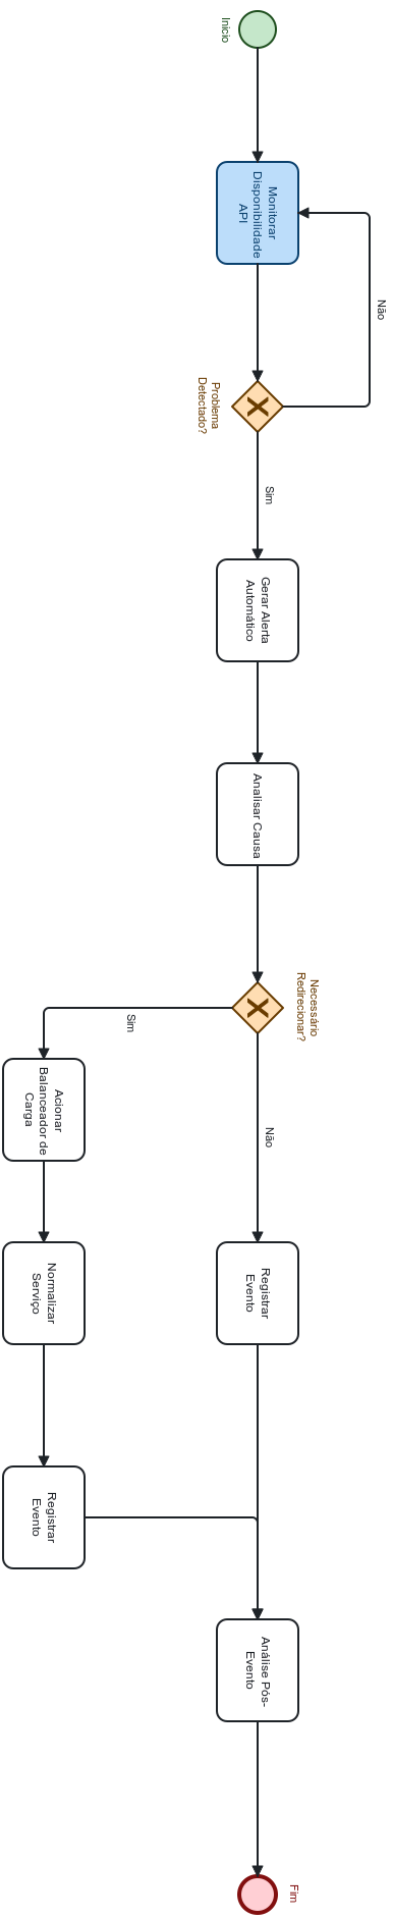 Inicio
Monitorar
Disponibilidade
API
Não
Problema
Detectado?
Sim
Gerar Alerta
Automático
Analisar Causa
Necessário
Redirecionar?
Sim
Não
Acionar
Balanceador de
Carga
Normalizar
Serviço
Registrar
Evento
Registrar
Evento
Análise Pós-
Evento
Fim